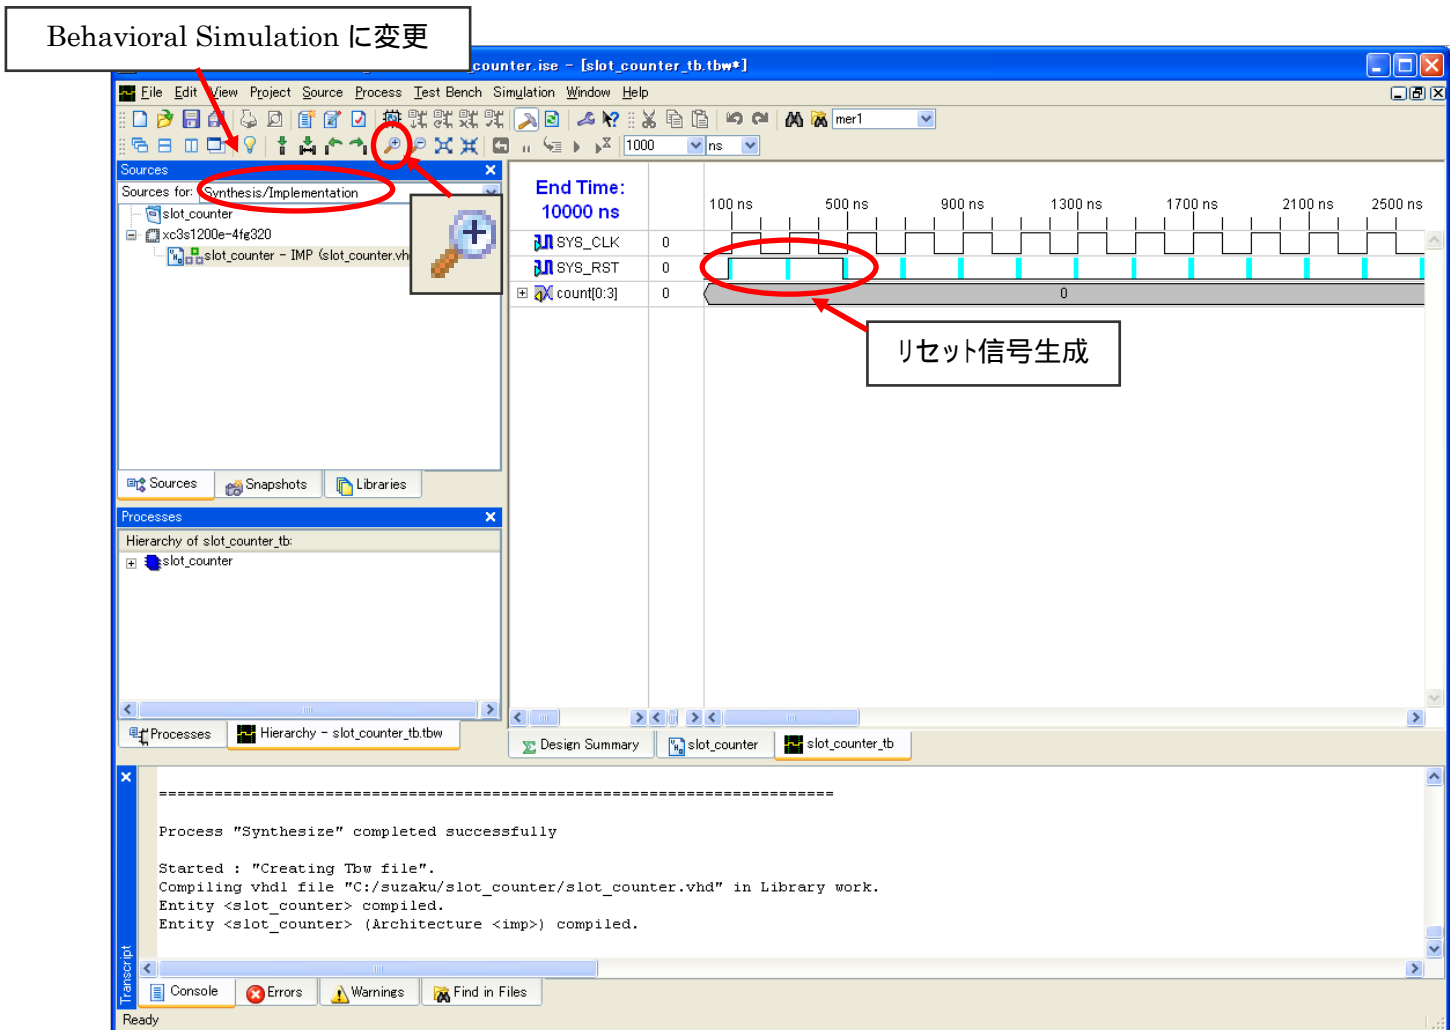 Behavioral Simulation に変更
counter.ise - [slot_counter_tb.tbw*]
File Edit View Project Source Process Test Bench Simulation Window Help
mer1
1000 ns
Sources
Sources for: Synthesis/Implementation
slot_counter
xc3s1200e-4fg320
slot_counter - IMP (slot_counter.vh
Sources Snapshots Libraries
Processes
Hierarchy of slot_counter_tb:
slot_counter
Processes Hierarchy - slot_counter_tb.tbw
End Time:
10000 ns
100 ns 500 ns 900 ns 1300 ns 1700 ns 2100 ns 2500 ns
SYS_CLK 0
SYS_RST 0
count[0:3] 0 0
リセット信号生成
Design Summary slot_counter slot_counter_tb
=========================================================================
Process "Synthesize" completed successfully
Started : "Creating Tbw file".
Compiling vhdl file "C:/suzaku/slot_counter/slot_counter.vhd" in Library work.
Entity <slot_counter> compiled.
Entity <slot_counter> (Architecture <imp>) compiled.
Transcript
Console Errors Warnings Find in Files
Ready